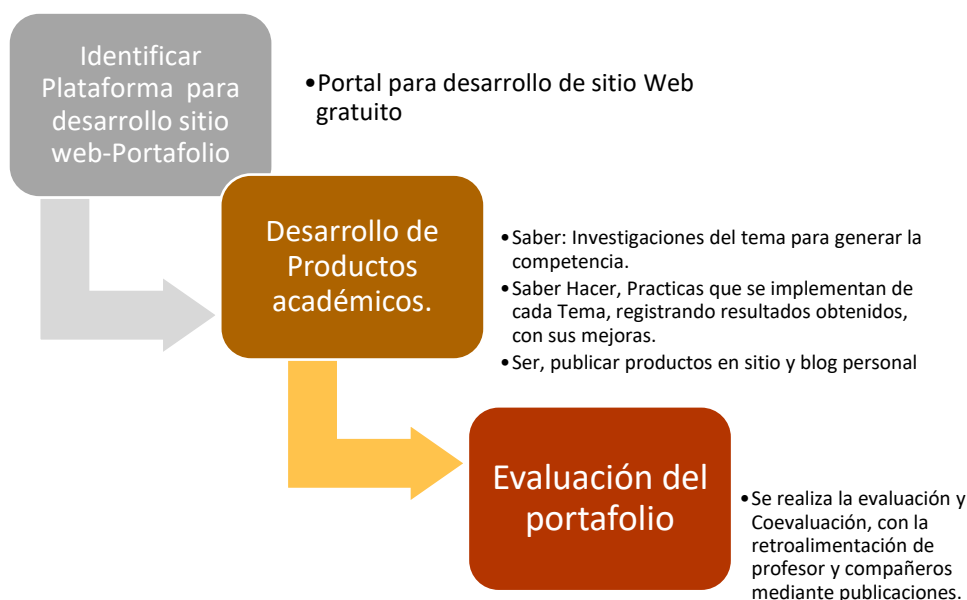 Identificar
Plataforma para
desarrollo sitio
web-Portafolio
•Portal para desarrollo de sitio Web
gratuito
Desarrollo de
Productos
académicos.
•Saber: Investigaciones del tema para generar la
competencia.
•Saber Hacer, Practicas que se implementan de
cada Tema, registrando resultados obtenidos,
con sus mejoras.
•Ser, publicar productos en sitio y blog personal
Evaluación del
portafolio
•Se realiza la evaluación y
Coevaluación, con la
retroalimentación de
profesor y compañeros
mediante publicaciones.